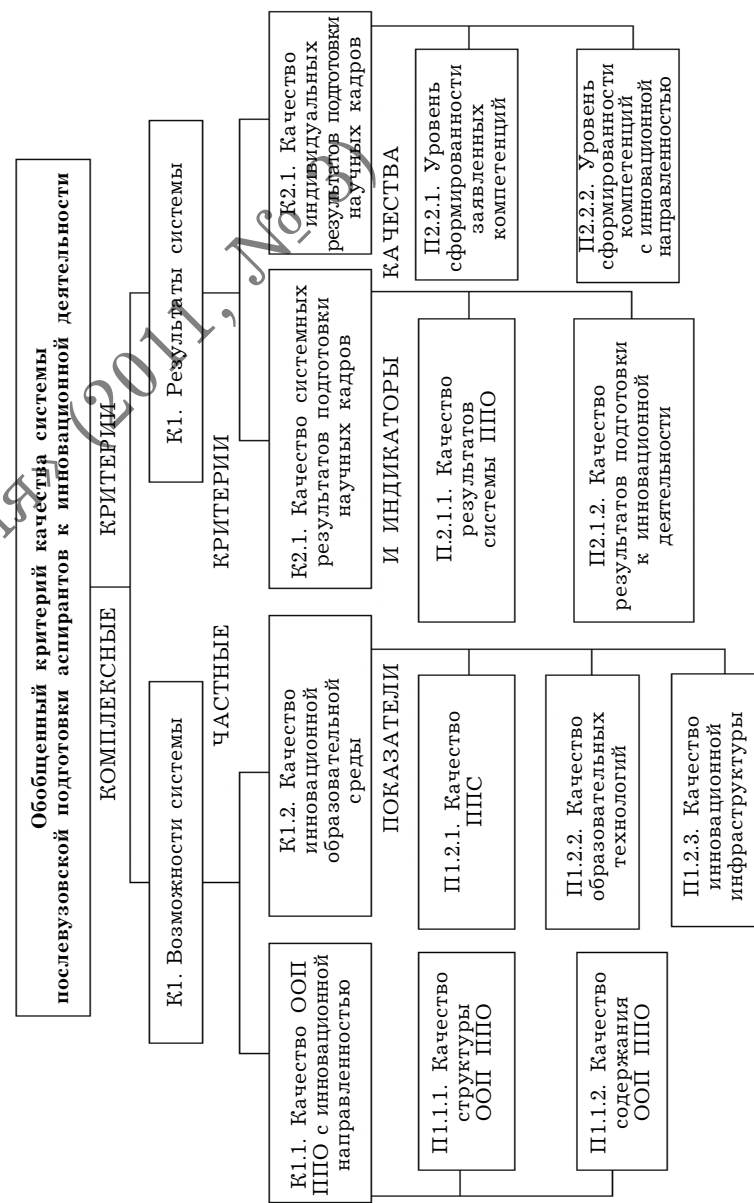 Обобщенный критерий качества системы
послевузовской подготовки аспирантов к инновационной деятельности
КОМПЛЕКСНЫЕ КРИТЕРИИ
К1. Возможности системы
К1. Результаты системы
ЧАСТНЫЕ КРИТЕРИИ
К1.1. Качество ООП
ППО с инновационной
направленностью
К1.2. Качество
инновационной
образовательной
среды
К2.1. Качество системных
результатов подготовки
научных кадров
К2.1. Качество
индивидуальных
результатов подготовки
научных кадров
ПОКАЗАТЕЛИ И ИНДИКАТОРЫ КАЧЕСТВА
П1.1.1. Качество
структуры
ООП ППО
П1.2.1. Качество
ППС
П.2.1.1. Качество
результатов
системы ППО
П2.2.1. Уровень
сформированности
заявленных
компетенций
П1.1.2. Качество
содержания
ООП ППО
П1.2.2. Качество
образовательных
технологий
П2.1.2. Качество
результатов подготовки
к инновационной
деятельности
П2.2.2. Уровень
сформированности
компетенций
с инновационной
направленностью
П1.2.3. Качество
инновационной
инфраструктуры
ия» (2011, № 3)